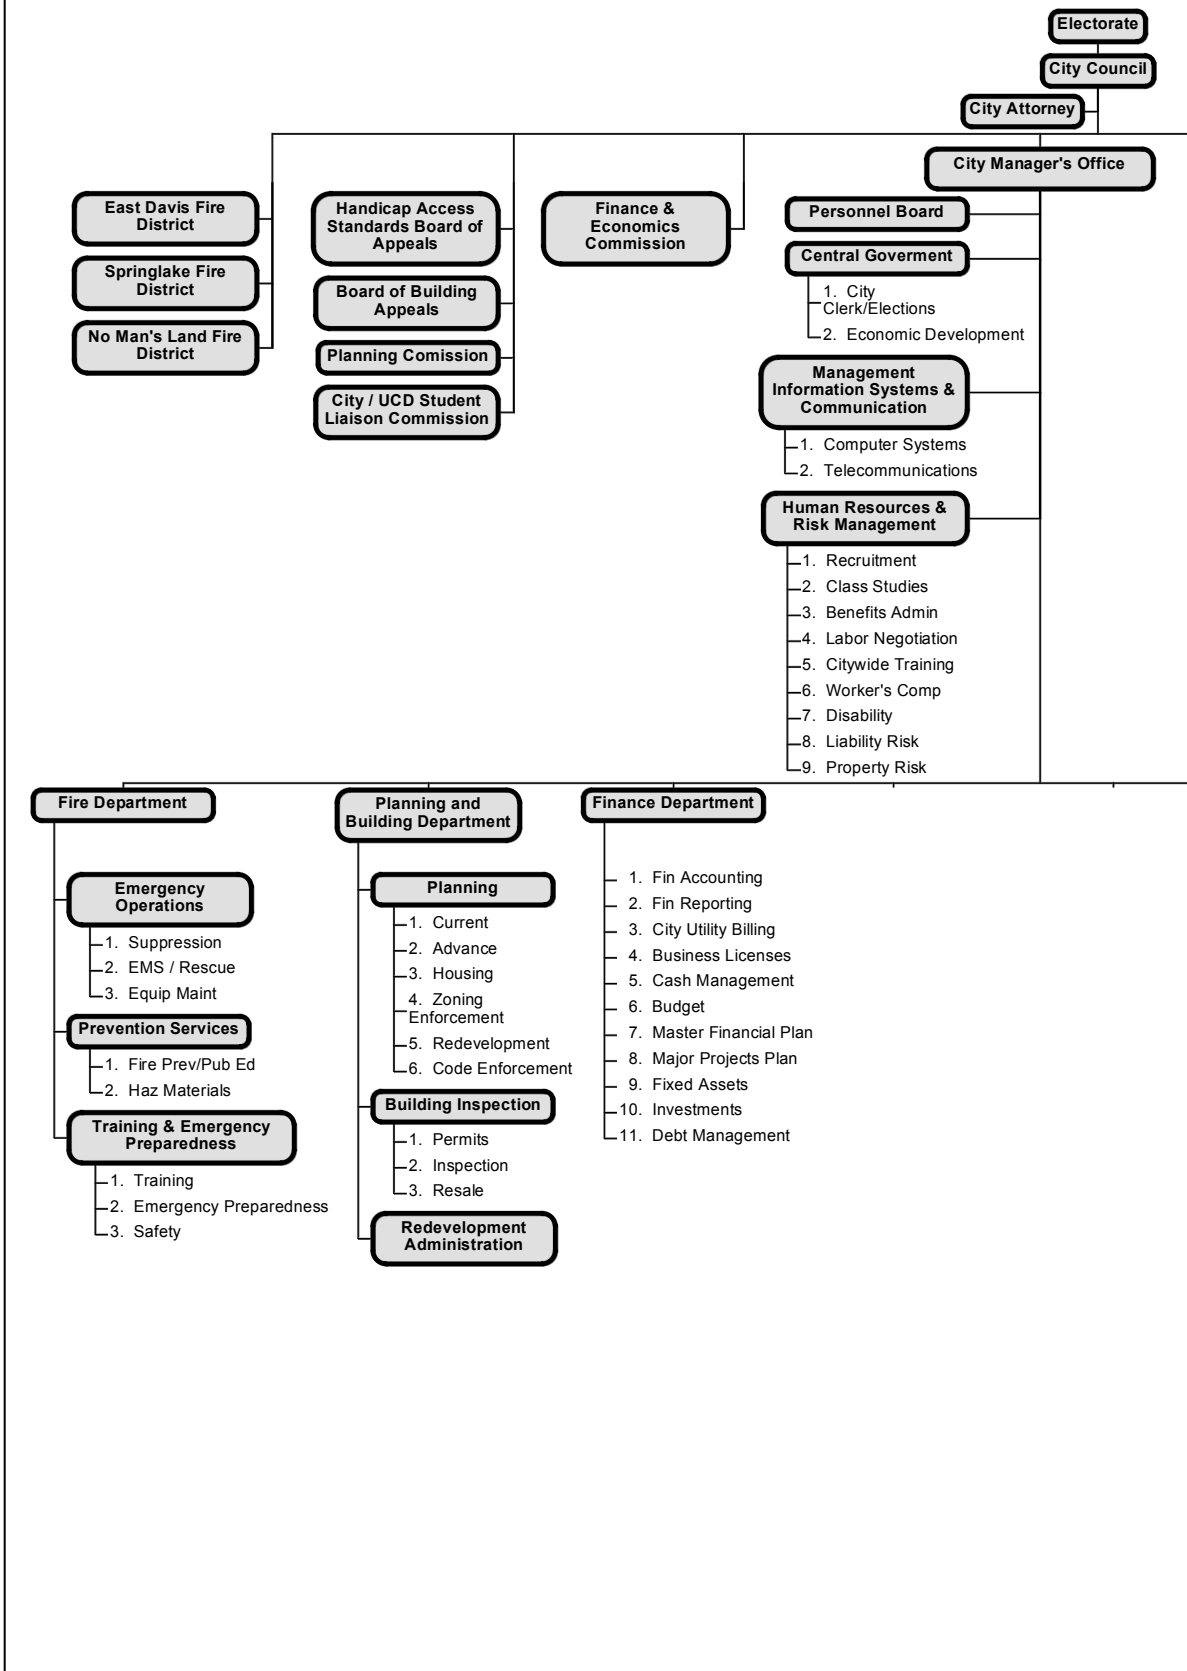 Electorate
City Council
City Attorney
City Manager's Office
East Davis Fire
District
Springlake Fire
District
No Man's Land Fire
District
Handicap Access
Standards Board of
Appeals
Board of Building
Appeals
Planning Comission
City / UCD Student
Liaison Commission
Finance &
Economics
Commission
Personnel Board
Central Goverment
1. City
Clerk/Elections
2. Economic Development
Management
Information Systems &
Communication
1. Computer Systems
2. Telecommunications
Human Resources &
Risk Management
1. Recruitment
2. Class Studies
3. Benefits Admin
4. Labor Negotiation
5. Citywide Training
6. Worker's Comp
7. Disability
8. Liability Risk
9. Property Risk
Fire Department
Emergency
Operations
1. Suppression
2. EMS / Rescue
3. Equip Maint
Prevention Services
1. Fire Prev/Pub Ed
2. Haz Materials
Training & Emergency
Preparedness
1. Training
2. Emergency Preparedness
3. Safety
Planning and
Building Department
Planning
1. Current
2. Advance
3. Housing
4. Zoning
Enforcement
5. Redevelopment
6. Code Enforcement
Building Inspection
1. Permits
2. Inspection
3. Resale
Redevelopment
Administration
Finance Department
1. Fin Accounting
2. Fin Reporting
3. City Utility Billing
4. Business Licenses
5. Cash Management
6. Budget
7. Master Financial Plan
8. Major Projects Plan
9. Fixed Assets
10. Investments
11. Debt Management